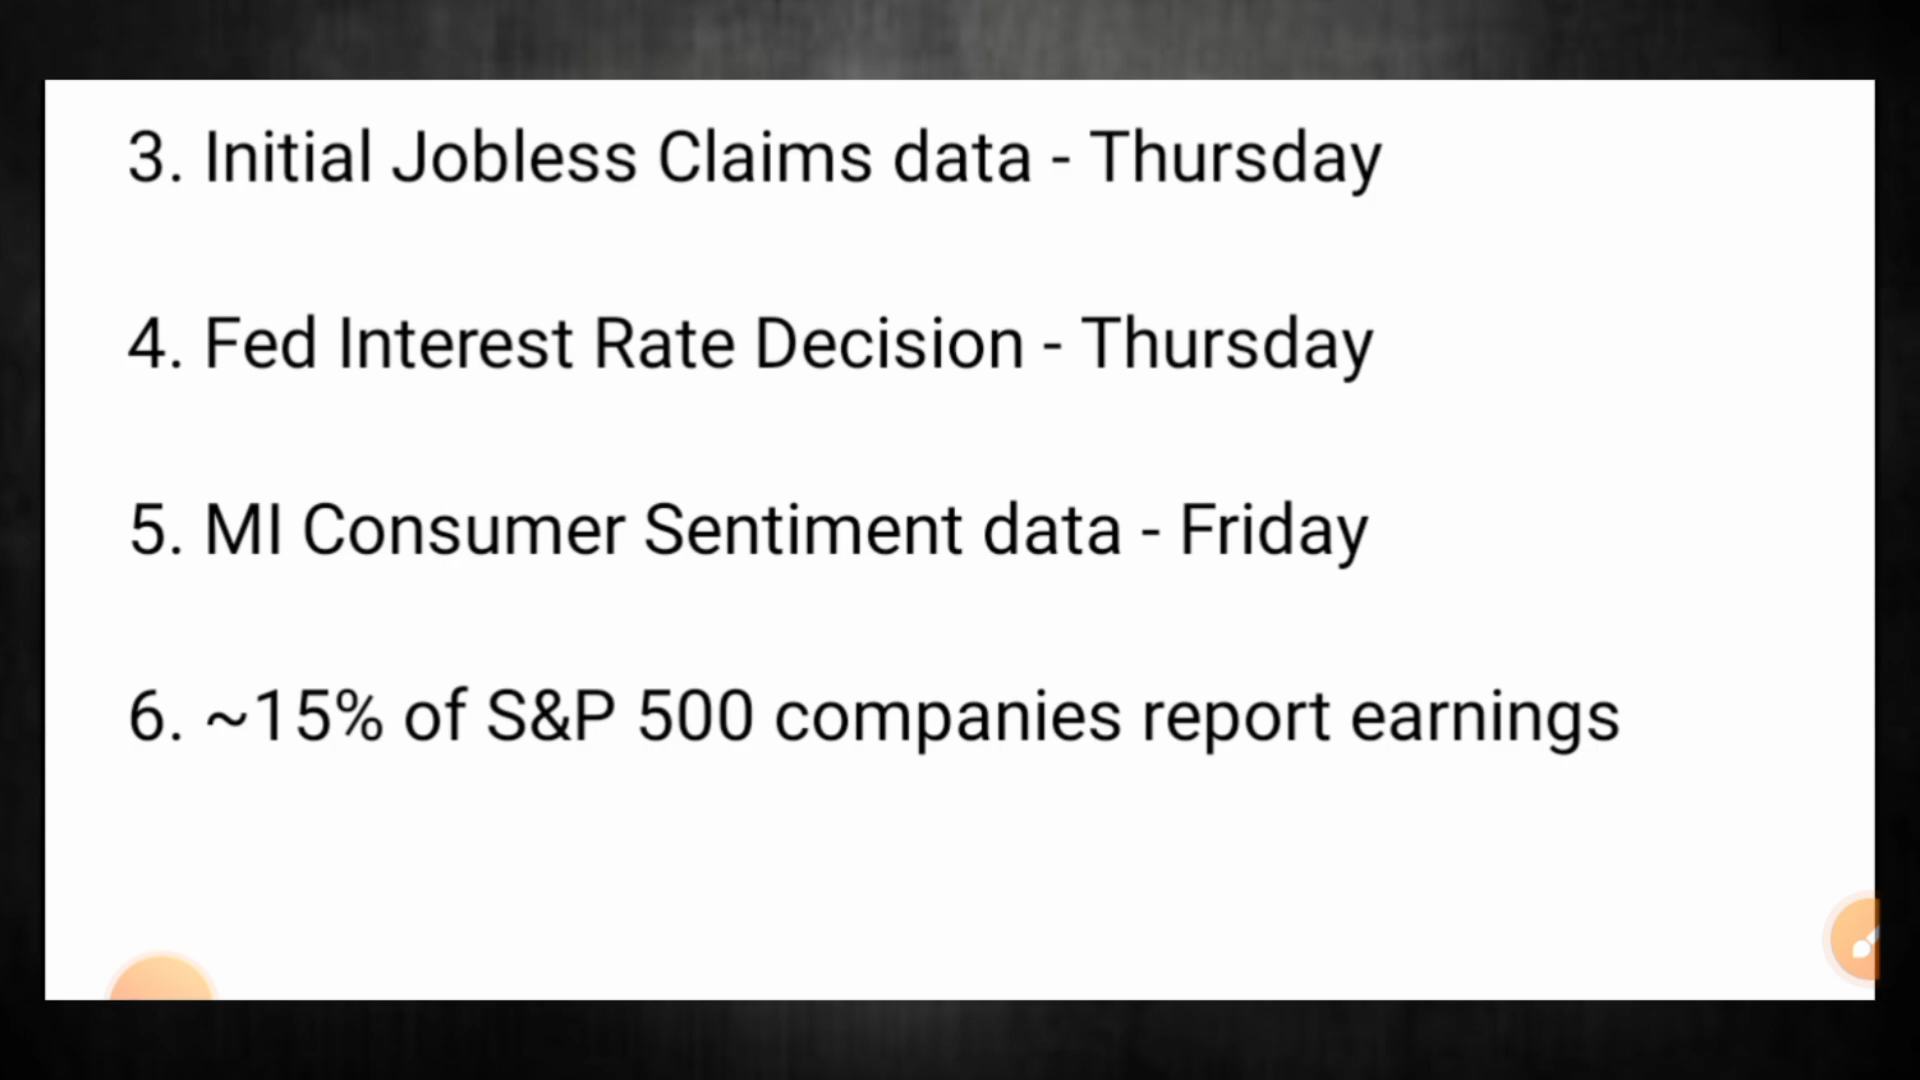 3. Initial Jobless Claims data - Thursday
4. Fed Interest Rate Decision - Thursday
5. MI Consumer Sentiment data - Friday
6. ~15% of S&P 500 companies report earnings